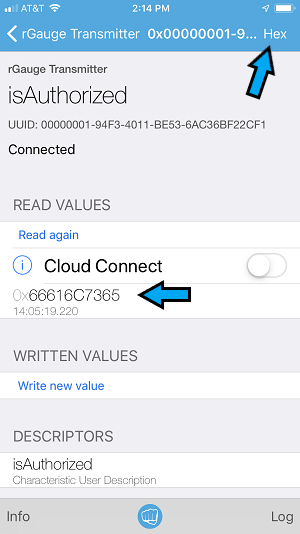 AT&T 2:14 PM
rGauge Transmitter 0x00000001-9... Hex
rGauge Transmitter
isAuthorized
UUID: 00000001-94F3-4011-BE53-6AC36BF22CF1
Connected
READ VALUES
Read again
Cloud Connect
0x66616C7365
14:05:19.220
WRITTEN VALUES
Write new value
DESCRIPTORS
isAuthorized
Characteristic User Description
Info Log